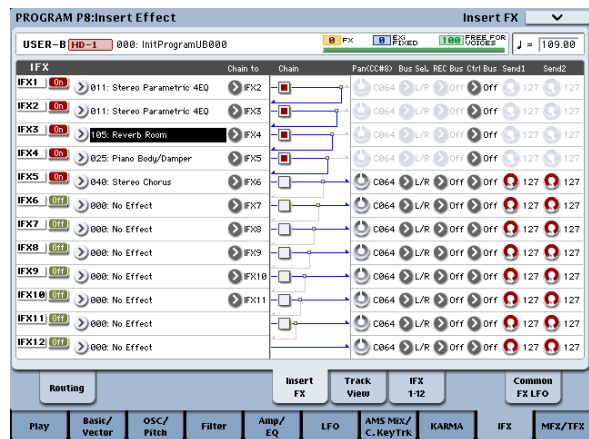 PROGRAM P8:Insert Effect Insert FX
USER-B HD-1 000: InitProgramUB000 0 FX 0 EXi FIXED 100 FREE FOR VOICES ♩ = 109.00
IFX Chain to Chain Pan(CC#8) Bus Sel. REC Bus Ctrl Bus Send1 Send2
IFX1 On 011: Stereo Parametric 4EQ IFX2 C064 L/R Off Off 127 127
IFX2 On 011: Stereo Parametric 4EQ IFX3 C064 L/R Off Off 127 127
IFX3 On 105: Reverb Room IFX4 C064 L/R Off Off 127 127
IFX4 On 025: Piano Body/Damper IFX5 C064 L/R Off Off 127 127
IFX5 On 040: Stereo Chorus IFX6 C064 L/R Off Off 127 127
IFX6 Off 000: No Effect IFX7 C064 L/R Off Off 127 127
IFX7 Off 000: No Effect IFX8 C064 L/R Off Off 127 127
IFX8 Off 000: No Effect IFX9 C064 L/R Off Off 127 127
IFX9 Off 000: No Effect IFX10 C064 L/R Off Off 127 127
IFX10 Off 000: No Effect IFX11 C064 L/R Off Off 127 127
IFX11 Off 000: No Effect C064 L/R Off Off 127 127
IFX12 Off 000: No Effect C064 L/R Off Off 127 127
Routing Insert FX Track View IFX 1-12 Common FX LFO
Play Basic/Vector OSC/Pitch Filter Amp/EQ LFO AMS Mix/C.KeyTrk KARMA IFX MFX/TFX